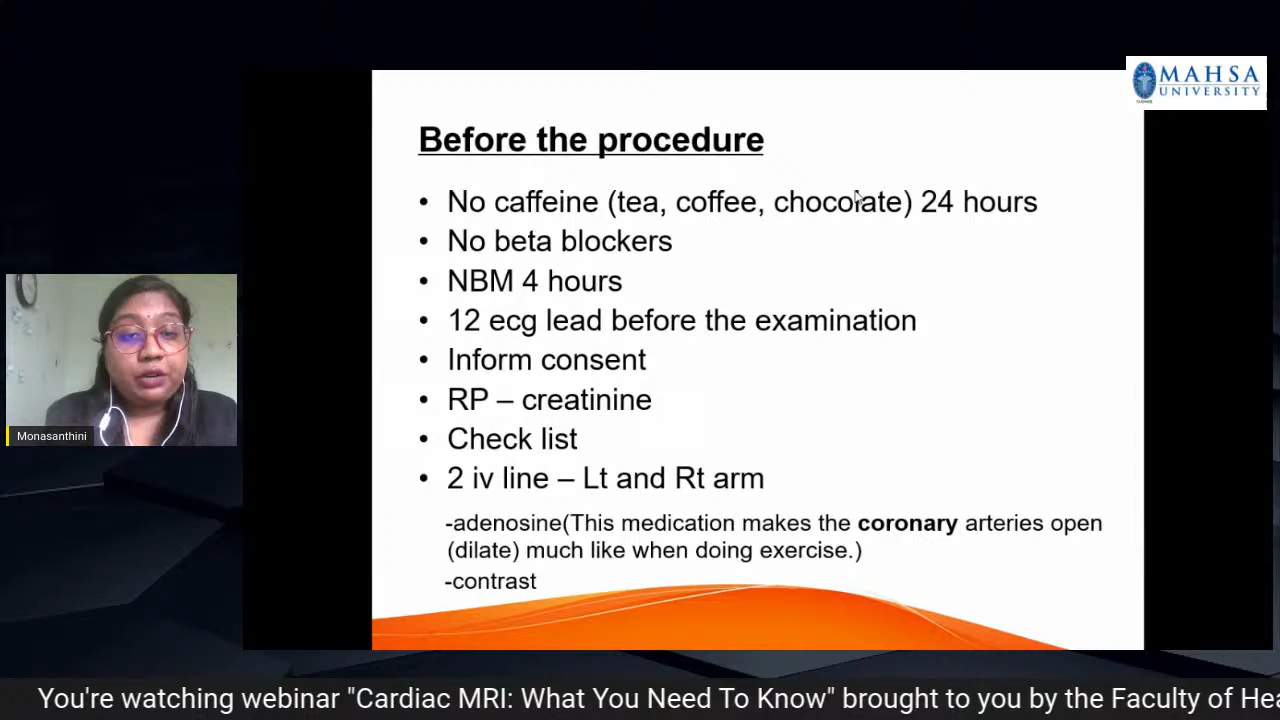 MAHSA
UNIVERSITY
Before the procedure
• No caffeine (tea, coffee, chocolate) 24 hours
• No beta blockers
• NBM 4 hours
• 12 ecg lead before the examination
• Inform consent
• RP – creatinine
• Check list
• 2 iv line – Lt and Rt arm
-adenosine(This medication makes the coronary arteries open
(dilate) much like when doing exercise.)
-contrast
Monasanthini
You're watching webinar "Cardiac MRI: What You Need To Know" brought to you by the Faculty of Hea